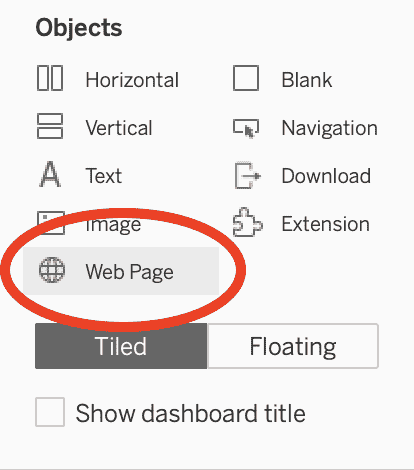 Objects
Horizontal Blank
Vertical Navigation
Text Download
Image Extension
Web Page
Tiled Floating
Show dashboard title